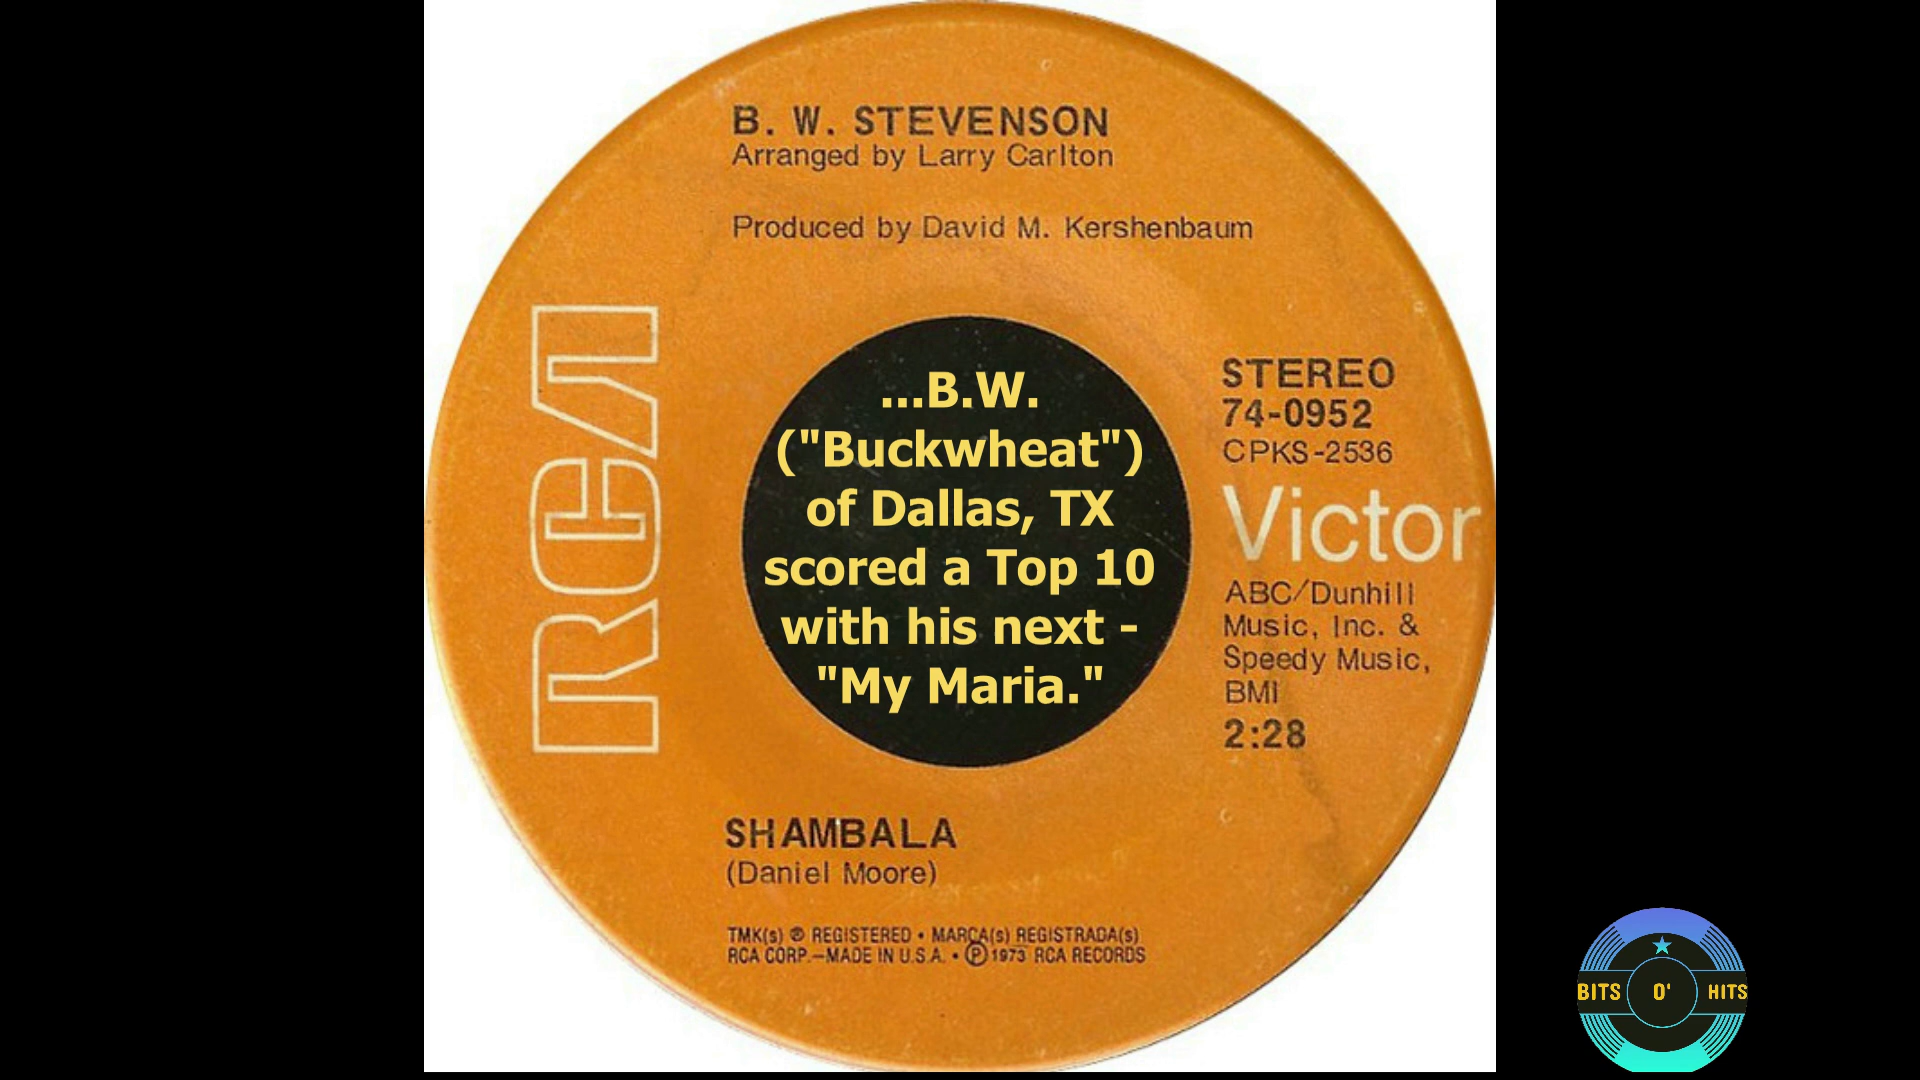 B. W. STEVENSON
Arranged by Larry Carlton
Produced by David M. Kershenbaum
RCA
...B.W.
("Buckwheat")
of Dallas, TX
scored a Top 10
with his next -
"My Maria."
STEREO
74-0952
CPKS-2536
Victor
ABC/Dunhill
Music, Inc. &
Speedy Music,
BMI
2:28
SHAMBALA
(Daniel Moore)
TMK(s) ® REGISTERED • MARCA(s) REGISTRADA(s)
RCA CORP.—MADE IN U.S.A. • ℗ 1973 RCA RECORDS
BITS O' HITS